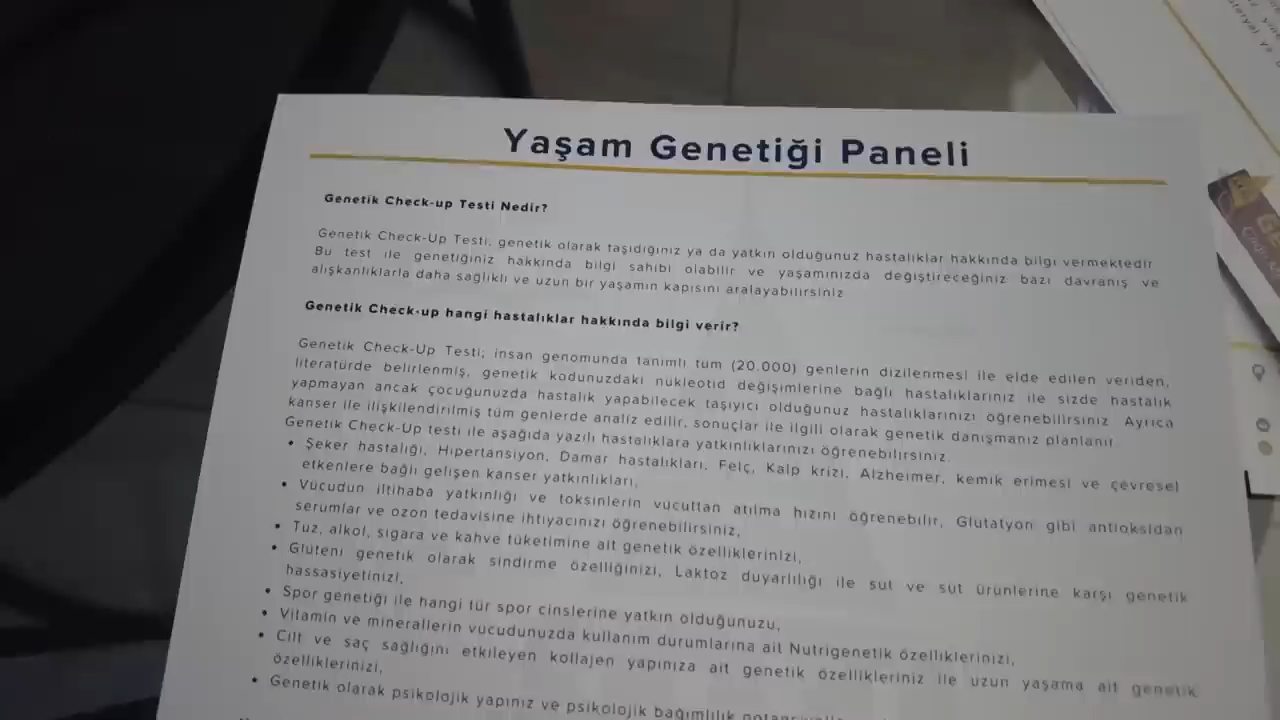 Yaşam Genetiği Paneli
Genetik Check-up Testi Nedir?
Genetik Check-Up Testi, genetik olarak taşıdığınız ya da yatkın olduğunuz hastalıklar hakkında bilgi vermektedir
Bu test ile genetiğiniz hakkında bilgi sahibi olabilir ve yaşamınızda değiştireceğiniz bazı davranış ve
alışkanlıklarla daha sağlıklı ve uzun bir yaşamın kapısını aralayabilirsiniz
Genetik Check-up hangi hastalıklar hakkında bilgi verir?
Genetik Check-Up Testi; insan genomunda tanımlı tüm (20.000) genlerin dizilenmesi ile elde edilen veriden,
literatürde belirlenmiş, genetik kodunuzdaki nükleotid değişimlerine bağlı hastalıklarınız ile sizde hastalık
yapmayan ancak çocuğunuzda hastalık yapabilecek taşıyıcı olduğunuz hastalıklarınızı öğrenebilirsiniz Ayrıca
kanser ile ilişkilendirilmiş tüm genlerde analiz edilir, sonuçlar ile ilgili olarak genetik danışmanız planlanır.
Genetik Check-Up testi ile aşağıda yazılı hastalıklara yatkınlıklarınızı öğrenebilirsiniz.
• Şeker hastalığı, Hipertansiyon, Damar hastalıkları, Felç, Kalp krizi, Alzheimer, kemik erimesi ve çevresel
etkenlere bağlı gelişen kanser yatkınlıkları,
• Vücudun iltihaba yatkınlığı ve toksinlerin vücuttan atılma hızını öğrenebilir, Glutatyon gibi antioksidan
serumlar ve ozon tedavisine ihtiyacınızı öğrenebilirsiniz,
• Tuz, alkol, sigara ve kahve tüketimine ait genetik özelliklerinizi,
• Gluteni genetik olarak sindirme özelliğinizi, Laktoz duyarlılığı ile süt ve süt ürünlerine karşı genetik
hassasiyetinizi,
• Spor genetiği ile hangi tür spor cinslerine yatkın olduğunuzu,
• Vitamin ve minerallerin vücudunuzda kullanım durumlarına ait Nutrigenetik özelliklerinizi,
• Cilt ve saç sağlığını etkileyen kollajen yapınıza ait genetik özellikleriniz ile uzun yaşama ait genetik
özelliklerinizi,
• Genetik olarak psikolojik yapınız ve psikolojik bağımlılık